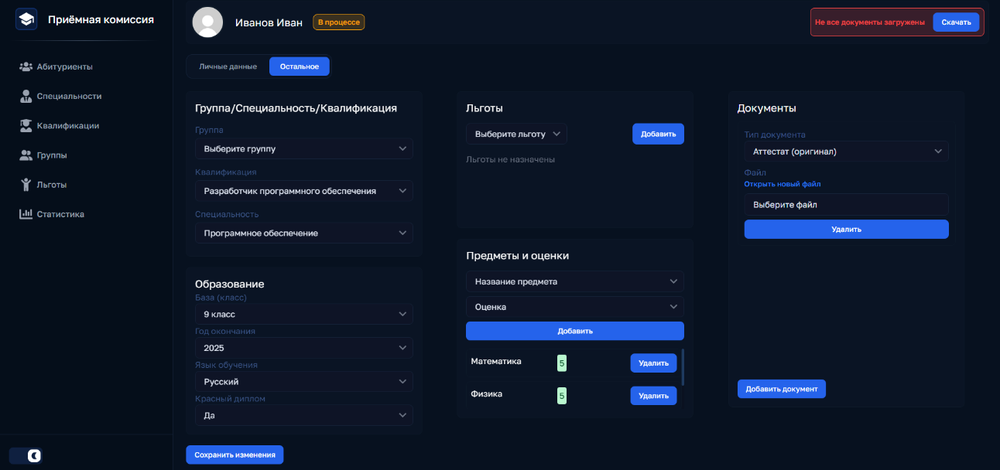 Приёмная комиссия
Абитуриенты
Специальности
Квалификации
Группы
Льготы
Статистика
Иванов Иван
В процессе
Не все документы загружены
Скачать
Личные данные
Остальное
Группа/Специальность/Квалификация
Группа
Выберите группу
Квалификация
Разработчик программного обеспечения
Специальность
Программное обеспечение
Образование
База (класс)
9 класс
Год окончания
2025
Язык обучения
Русский
Красный диплом
Да
Сохранить изменения
Льготы
Выберите льготу
Добавить
Льготы не назначены
Предметы и оценки
Название предмета
Оценка
Добавить
Математика 5 Удалить
Физика 5 Удалить
Документы
Тип документа
Аттестат (оригинал)
Файл
Открыть новый файл
Выберите файл
Удалить
Добавить документ